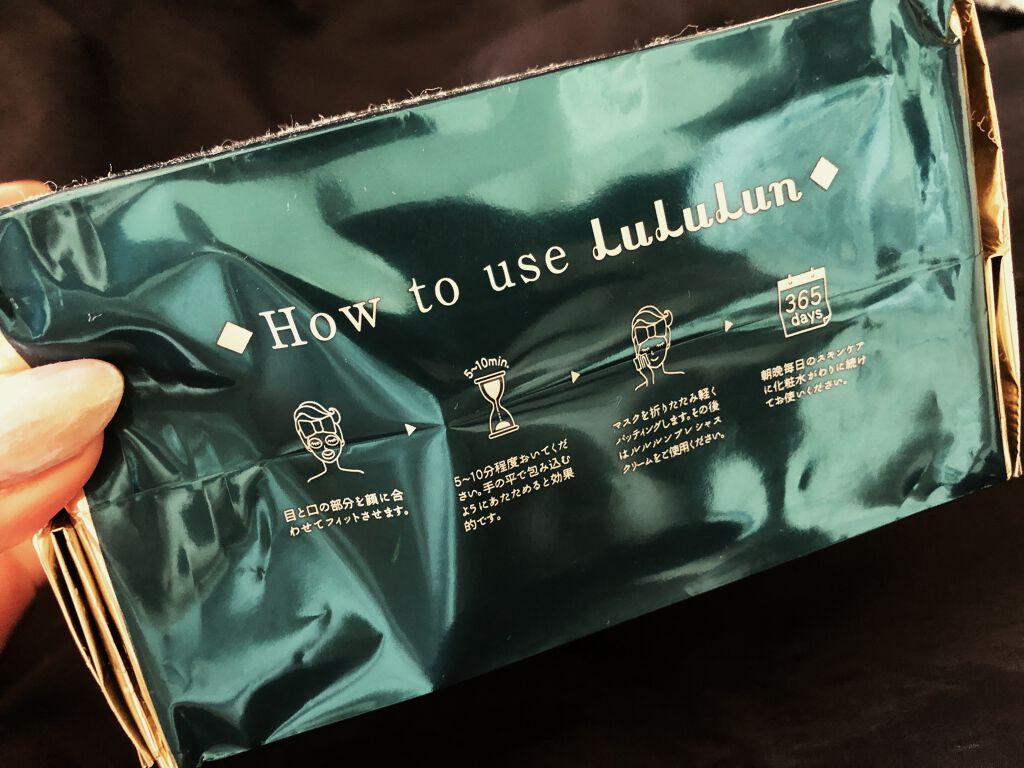 How to use LuLuLun
目と口の部分を顔に合
わせてフィットさせます。
5~10min.
5〜10分程度おいてくだ
さい。手の平で包み込む
ようにあたためると効果
的です。
マスクを折りたたみ軽く
パッティングします。その後
はルルルン プレシャス
クリームをご使用ください。
365
days
朝晩毎日のスキンケア
に化粧水がわりに続け
てお使いください。